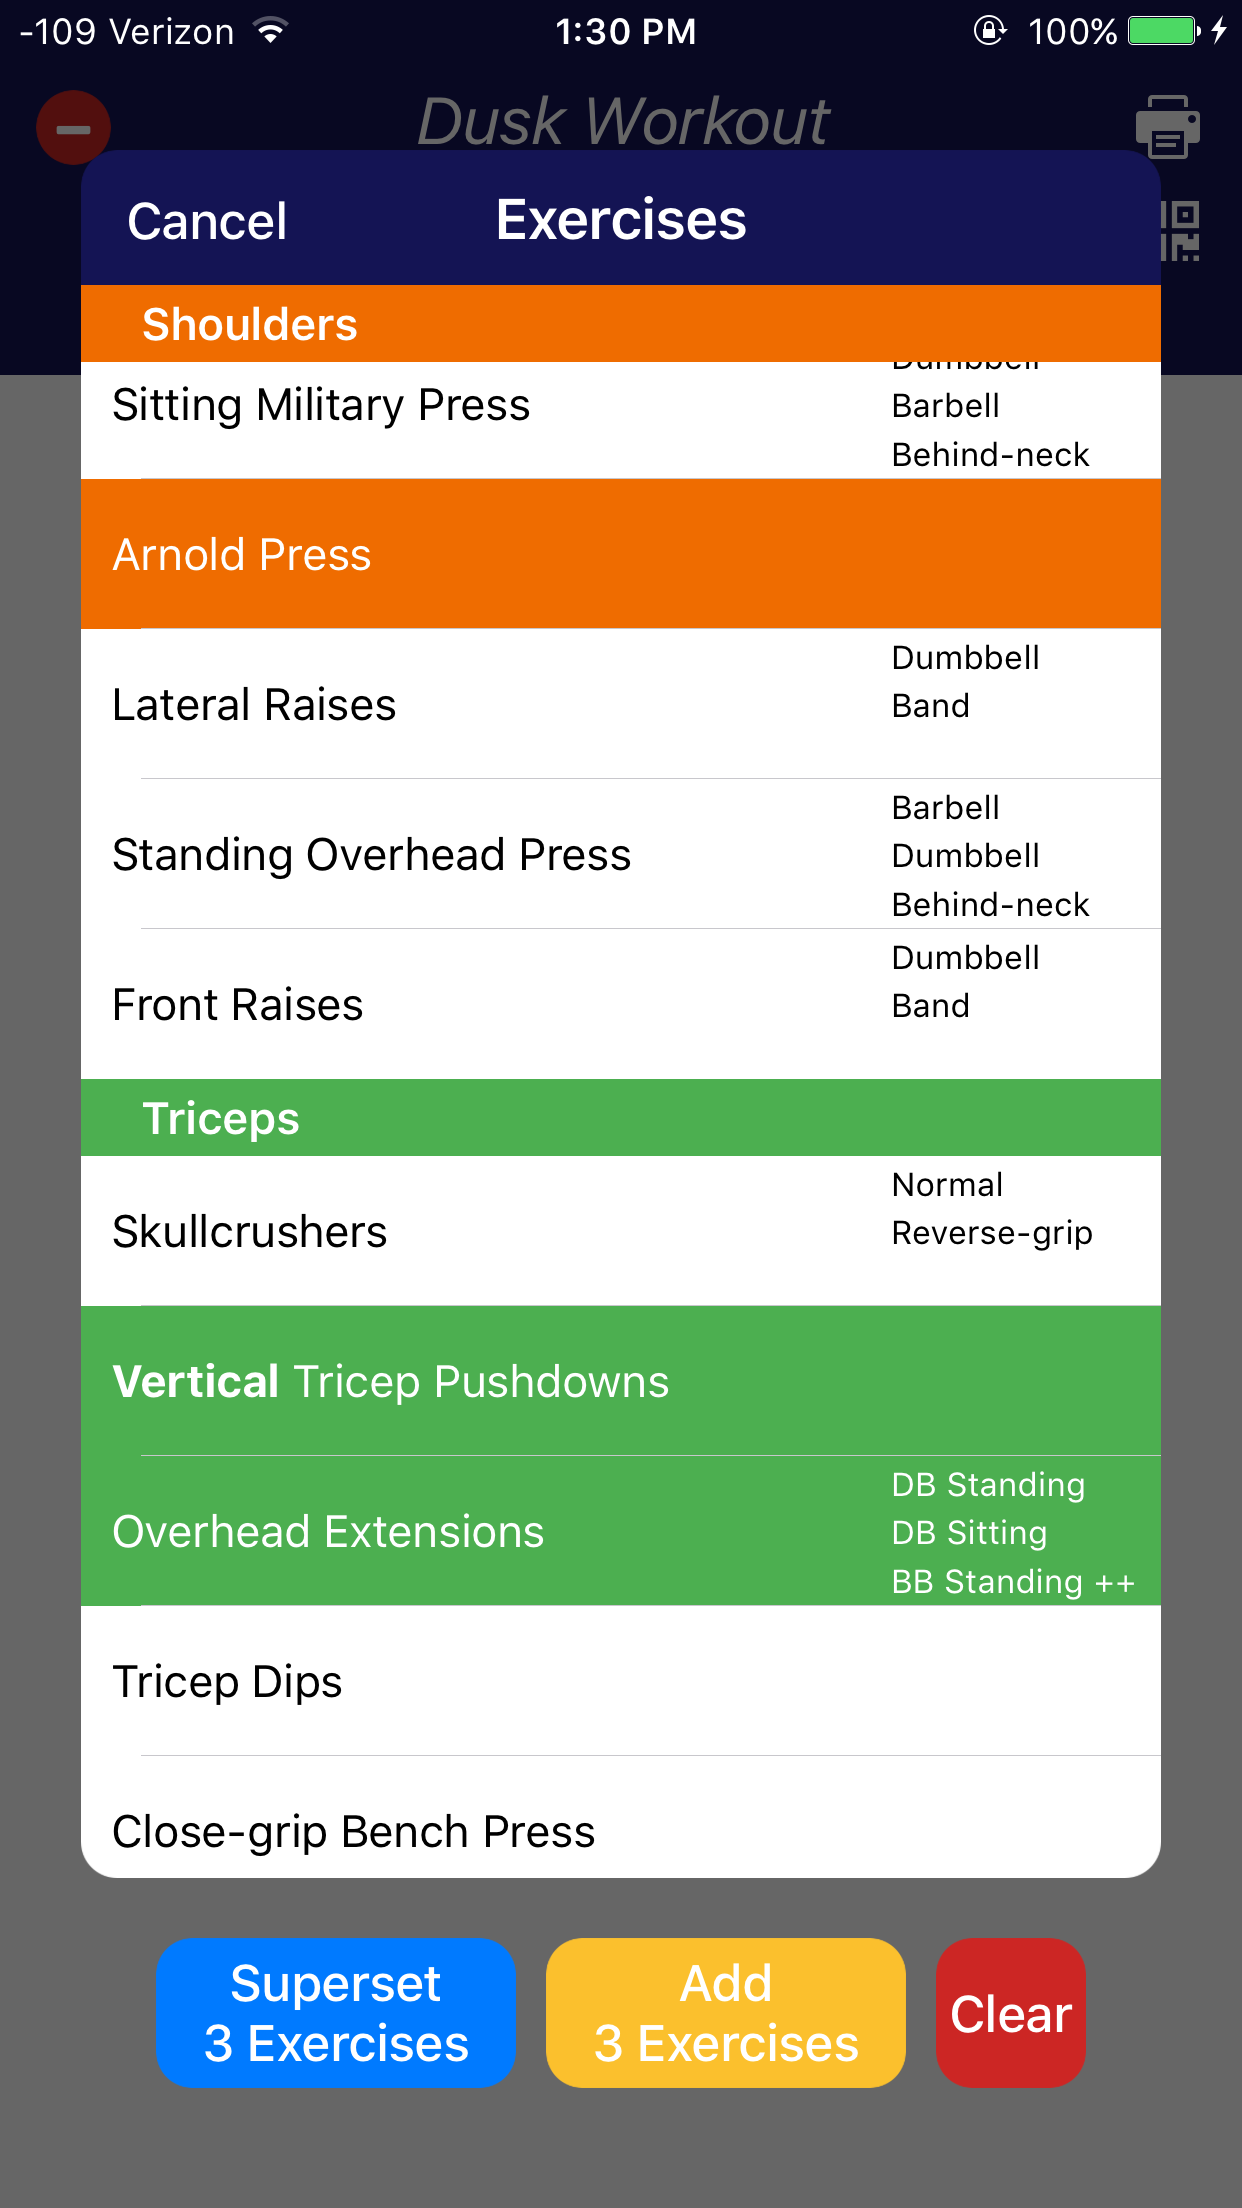 -109 Verizon 1:30 PM 100%
Dusk Workout
Cancel Exercises
Shoulders
Dumbbell
Sitting Military Press Barbell
Behind-neck
Arnold Press
Dumbbell
Lateral Raises Band
Barbell
Standing Overhead Press Dumbbell
Behind-neck
Dumbbell
Front Raises Band
Triceps
Normal
Skullcrushers Reverse-grip
Vertical Tricep Pushdowns
DB Standing
Overhead Extensions DB Sitting
BB Standing ++
Tricep Dips
Close-grip Bench Press
Superset
3 Exercises
Add
3 Exercises
Clear